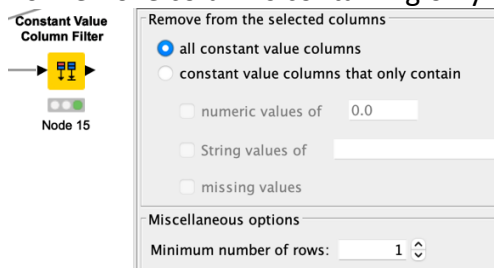 Constant Value
Column Filter
Node 15
Remove from the selected columns
all constant value columns
constant value columns that only contain
numeric values of 0.0
String values of
missing values
Miscellaneous options
Minimum number of rows: 1